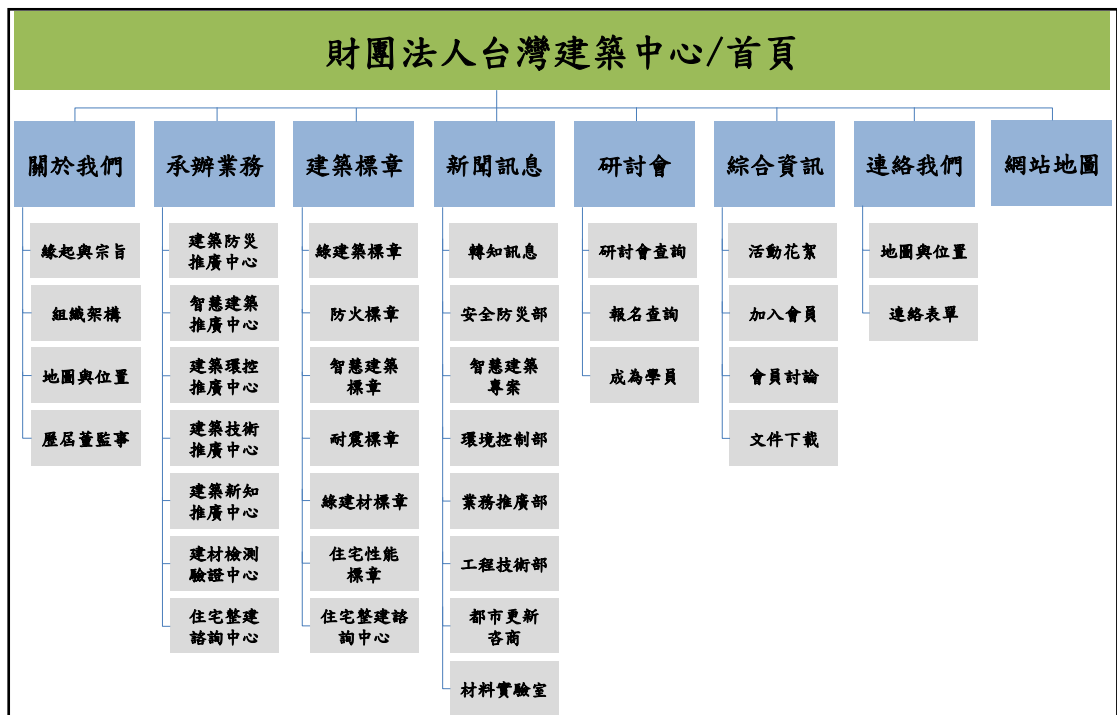 財團法人台灣建築中心/首頁
關於我們
承辦業務
建築標章
新聞訊息
研討會
綜合資訊
連絡我們
網站地圖
緣起與宗旨
組織架構
地圖與位置
歷屆董監事
建築防災
推廣中心
智慧建築
推廣中心
建築環控
推廣中心
建築技術
推廣中心
建築新知
推廣中心
建材檢測
驗證中心
住宅整建
諮詢中心
綠建築標章
防火標章
智慧建築
標章
耐震標章
綠建材標章
住宅性能
標章
住宅整建諮
詢中心
轉知訊息
安全防災部
智慧建築
專案
環境控制部
業務推廣部
工程技術部
都市更新
咨商
材料實驗室
研討會查詢
報名查詢
成為學員
活動花絮
加入會員
會員討論
文件下載
地圖與位置
連絡表單